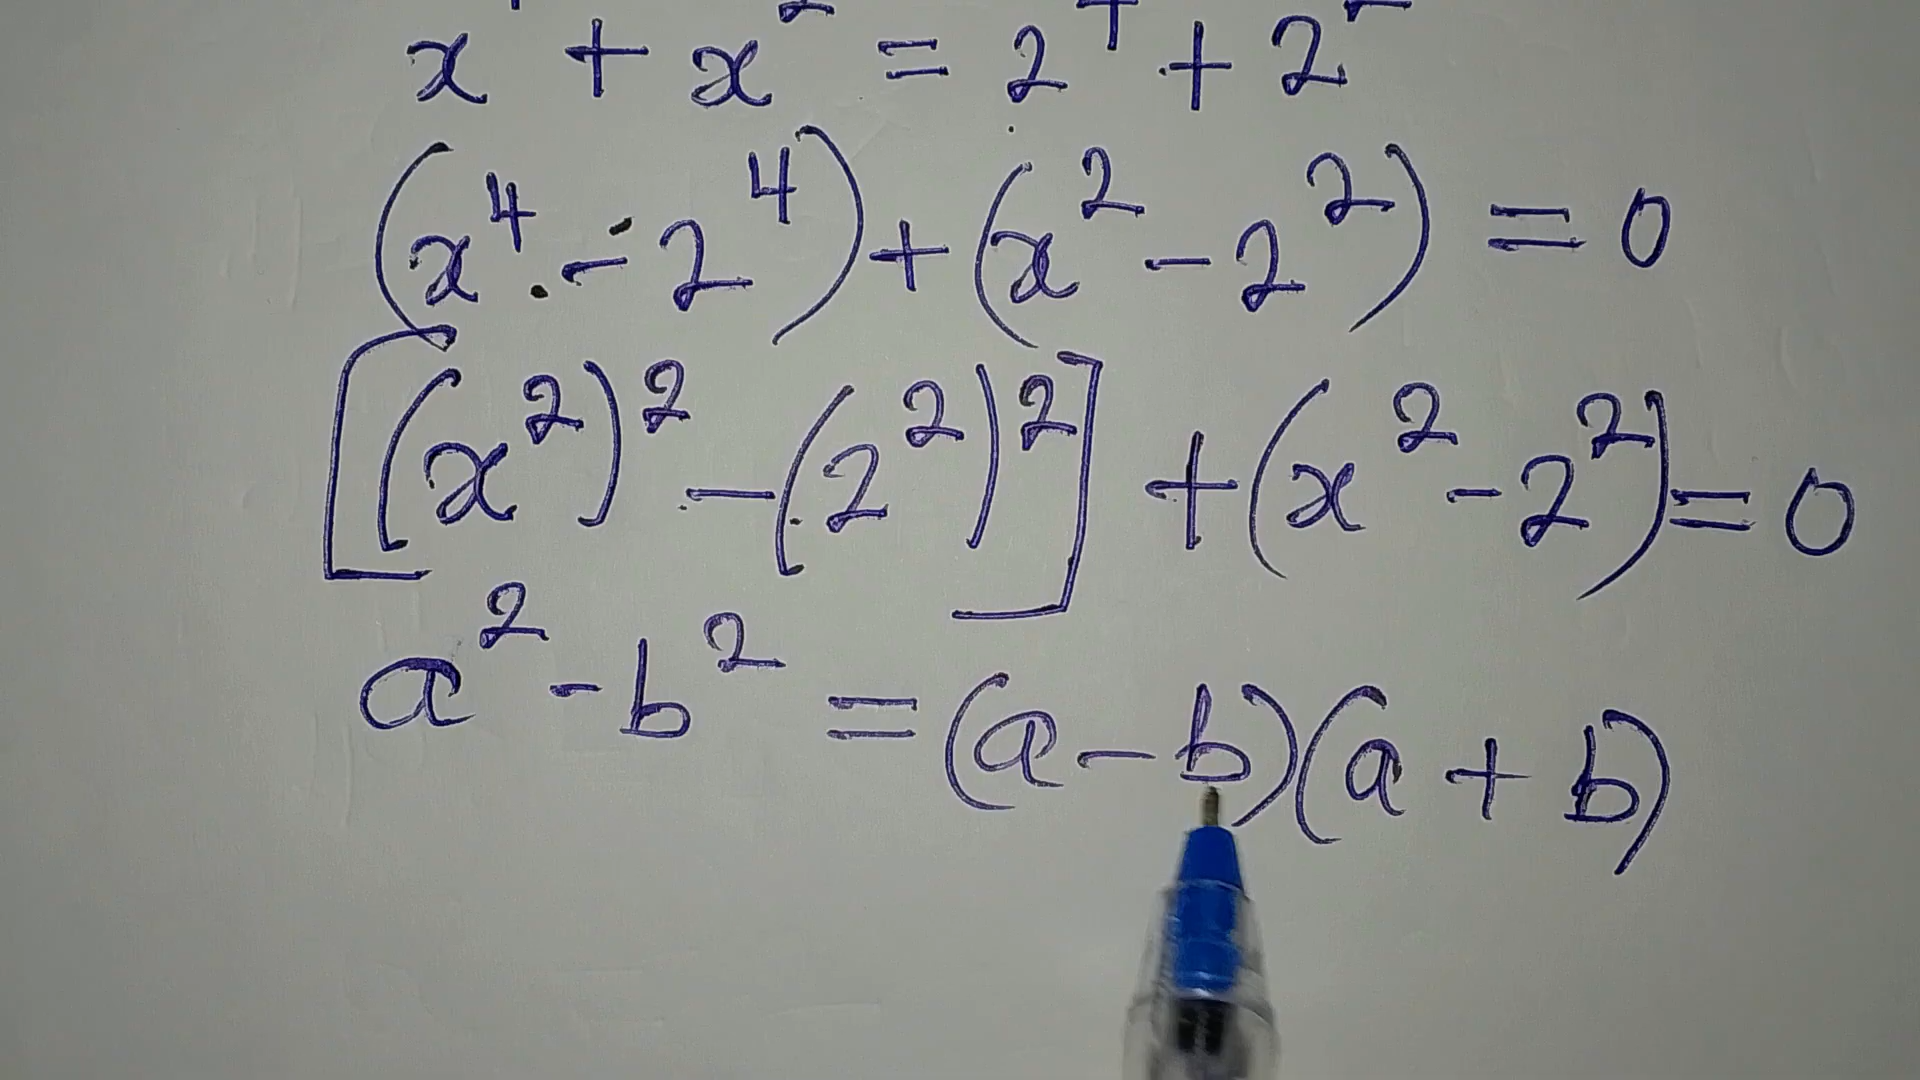 x⁴ + x² = 2⁴ + 2²
(x⁴ - 2⁴) + (x² - 2²) = 0
[(x²)² - (2²)²] + (x² - 2²) = 0
a² - b² = (a - b)(a + b)